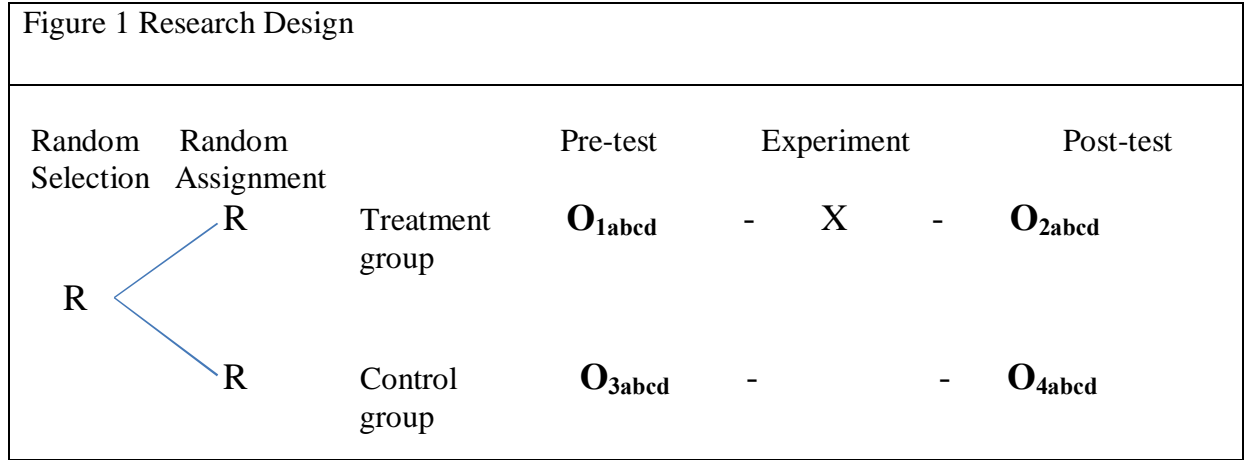 Figure 1 Research Design
Random Random Pre-test Experiment Post-test
Selection Assignment
R Treatment O1abcd - X - O2abcd
group
R
R Control O3abcd - - O4abcd
group